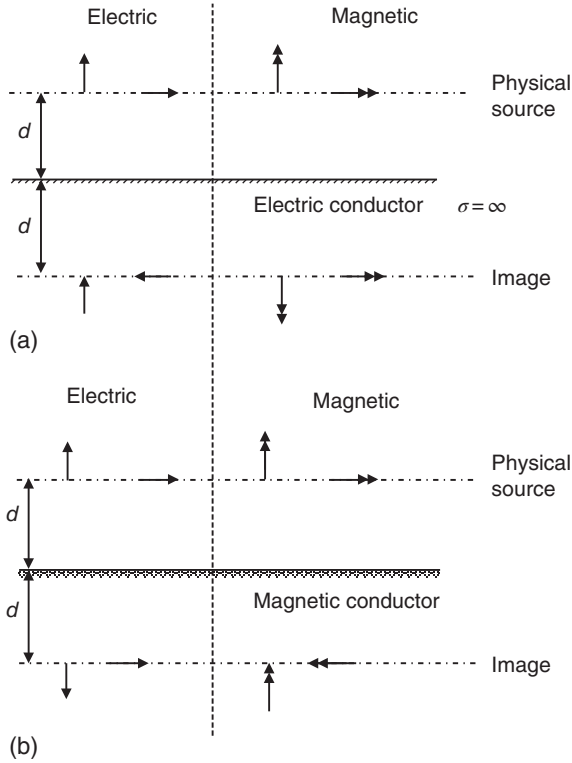 Electric Magnetic
Physical
source
d
d
Electric conductor σ = ∞
Image
(a)
Electric Magnetic
Physical
source
d
d
Magnetic conductor
Image
(b)